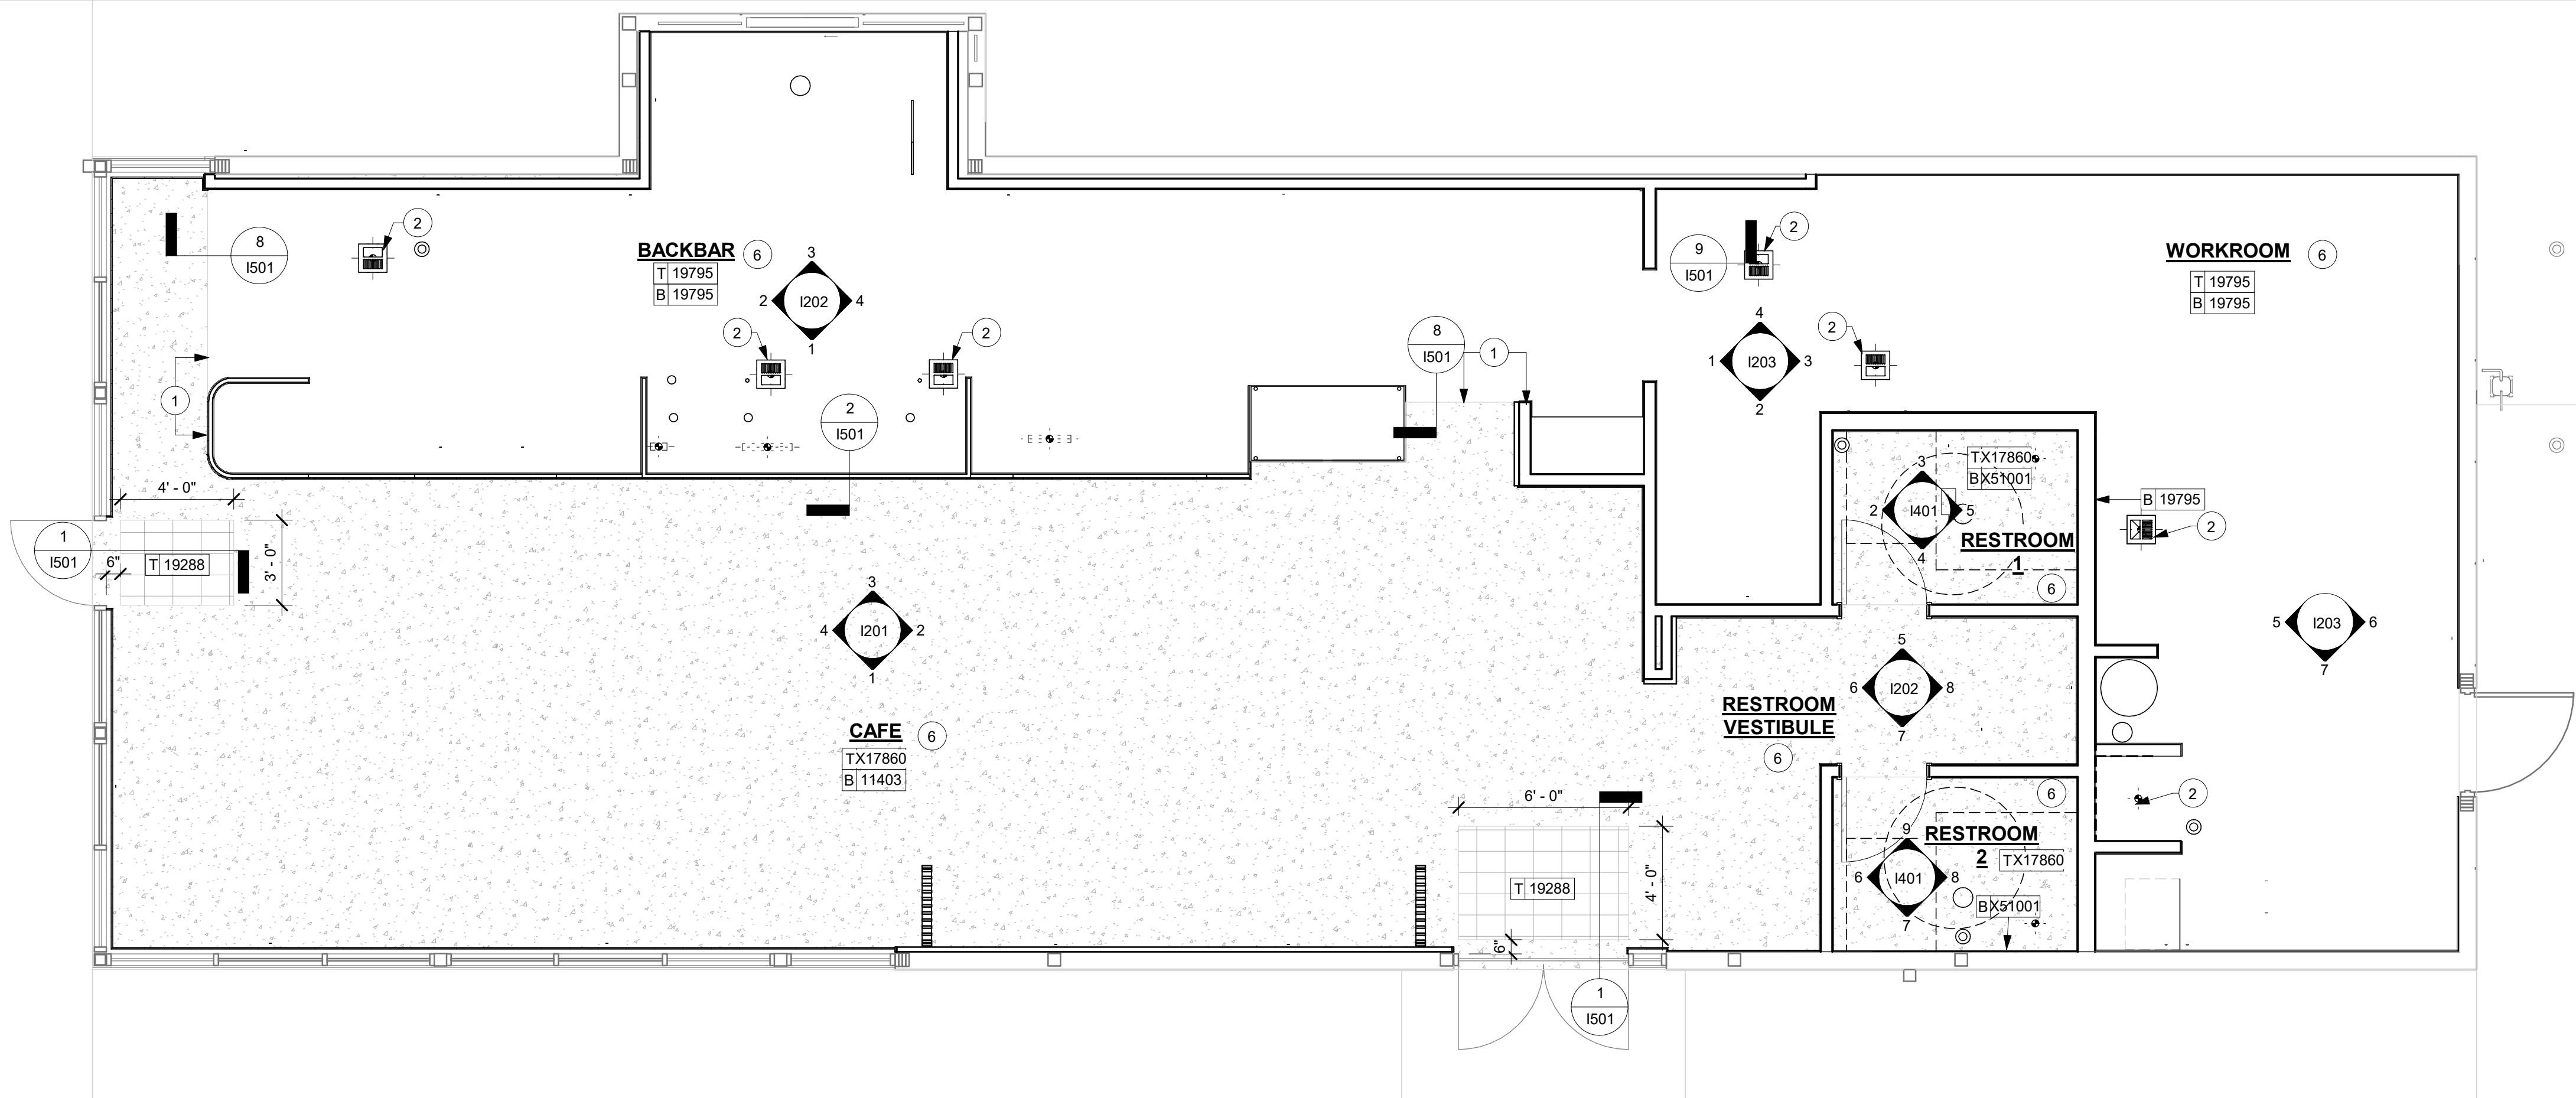 2
8
I501
BACKBAR 6
T 19795
B 19795
3
2 I202 4
1
2
2
9
I501
2
4
1 I203 3
2
2
WORKROOM 6
T 19795
B 19795
8
I501
1
1
2
I501
4' - 0"
3' - 0"
6"
1
I501
T 19288
TX17860
BX51001
3
2 I401 5
4
RESTROOM
1
6
B 19795
2
3
4 I201 2
1
5 I203 6
7
CAFE 6
TX17860
B 11403
RESTROOM
VESTIBULE
6
5
6 I202 8
7
6' - 0"
4' - 0"
6"
T 19288
1
I501
6
RESTROOM
2
TX17860
9
6 I401 8
7
BX51001
2